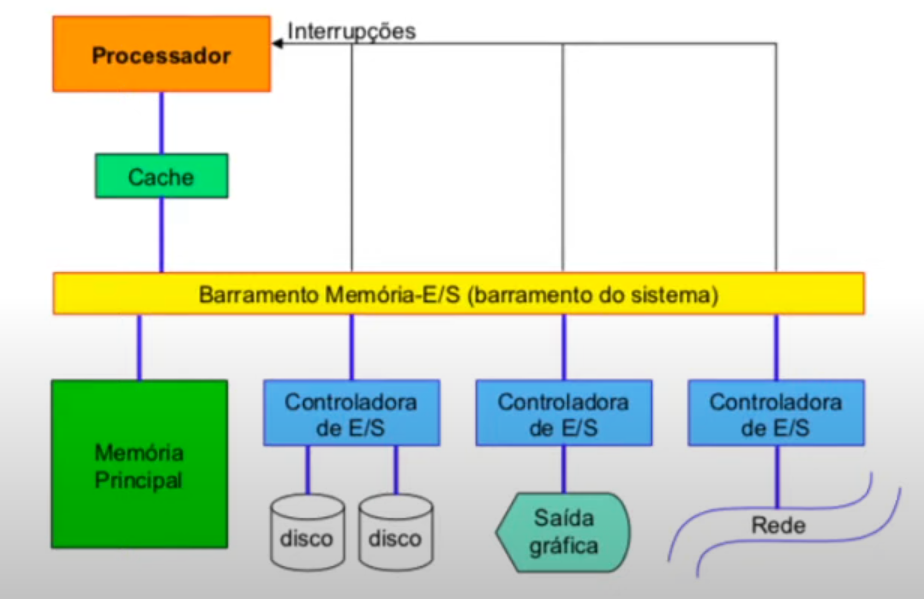 Interrupções
Processador
Cache
Barramento Memória-E/S (barramento do sistema)
Memória
Principal
Controladora
de E/S
Controladora
de E/S
Controladora
de E/S
disco
disco
Saída
gráfica
Rede